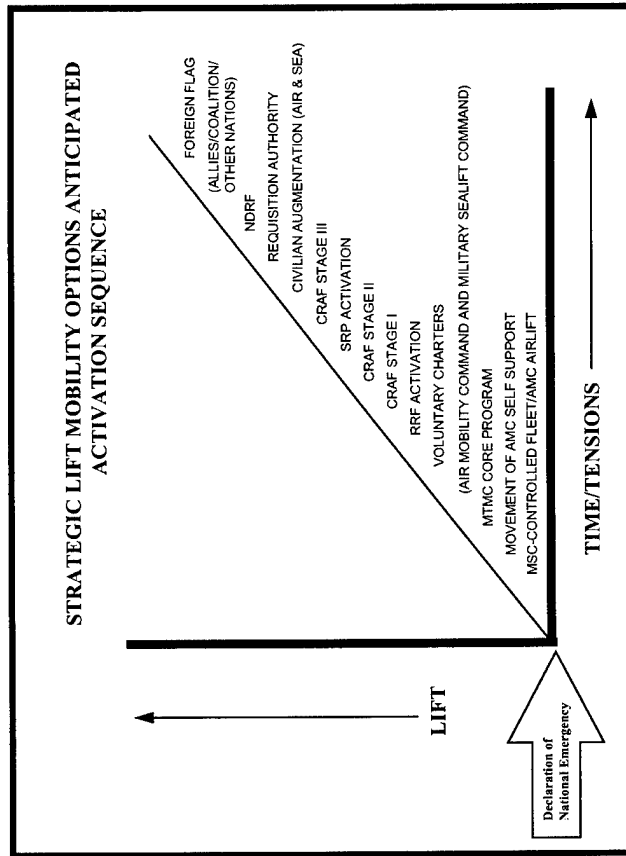 STRATEGIC LIFT MOBILITY OPTIONS ANTICIPATED
ACTIVATION SEQUENCE
FOREIGN FLAG
(ALLIES/COALITION/
OTHER NATIONS)
NDRF
REQUISITION AUTHORITY
CIVILIAN AUGMENTATION (AIR & SEA)
CRAF STAGE III
SRP ACTIVATION
CRAF STAGE II
CRAF STAGE I
RRF ACTIVATION
VOLUNTARY CHARTERS
(AIR MOBILITY COMMAND AND MILITARY SEALIFT COMMAND)
MTMC CORE PROGRAM
MOVEMENT OF AMC SELF SUPPORT
MSC-CONTROLLED FLEET/AMC AIRLIFT
LIFT
TIME/TENSIONS
Declaration of
National Emergency